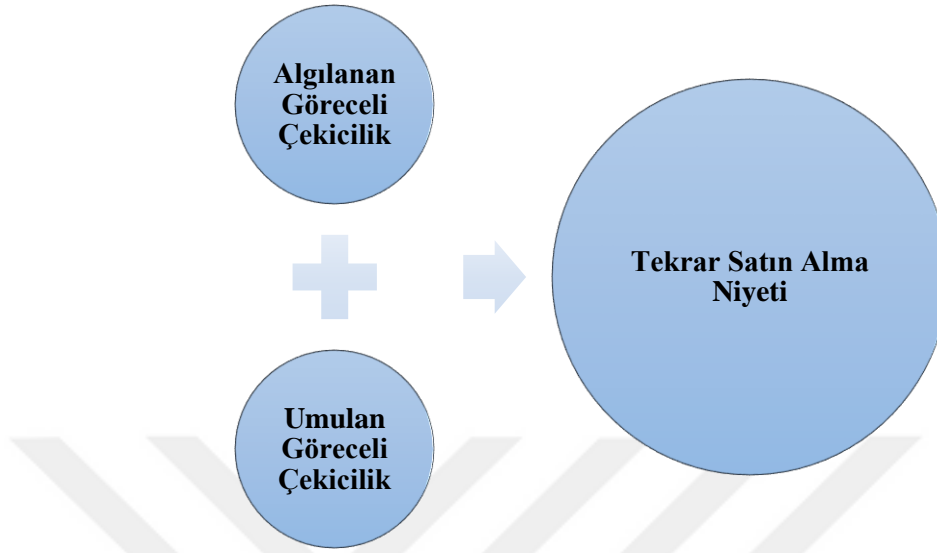 Algılanan
Göreceli
Çekicilik
Umulan
Göreceli
Çekicilik
Tekrar Satın Alma
Niyeti